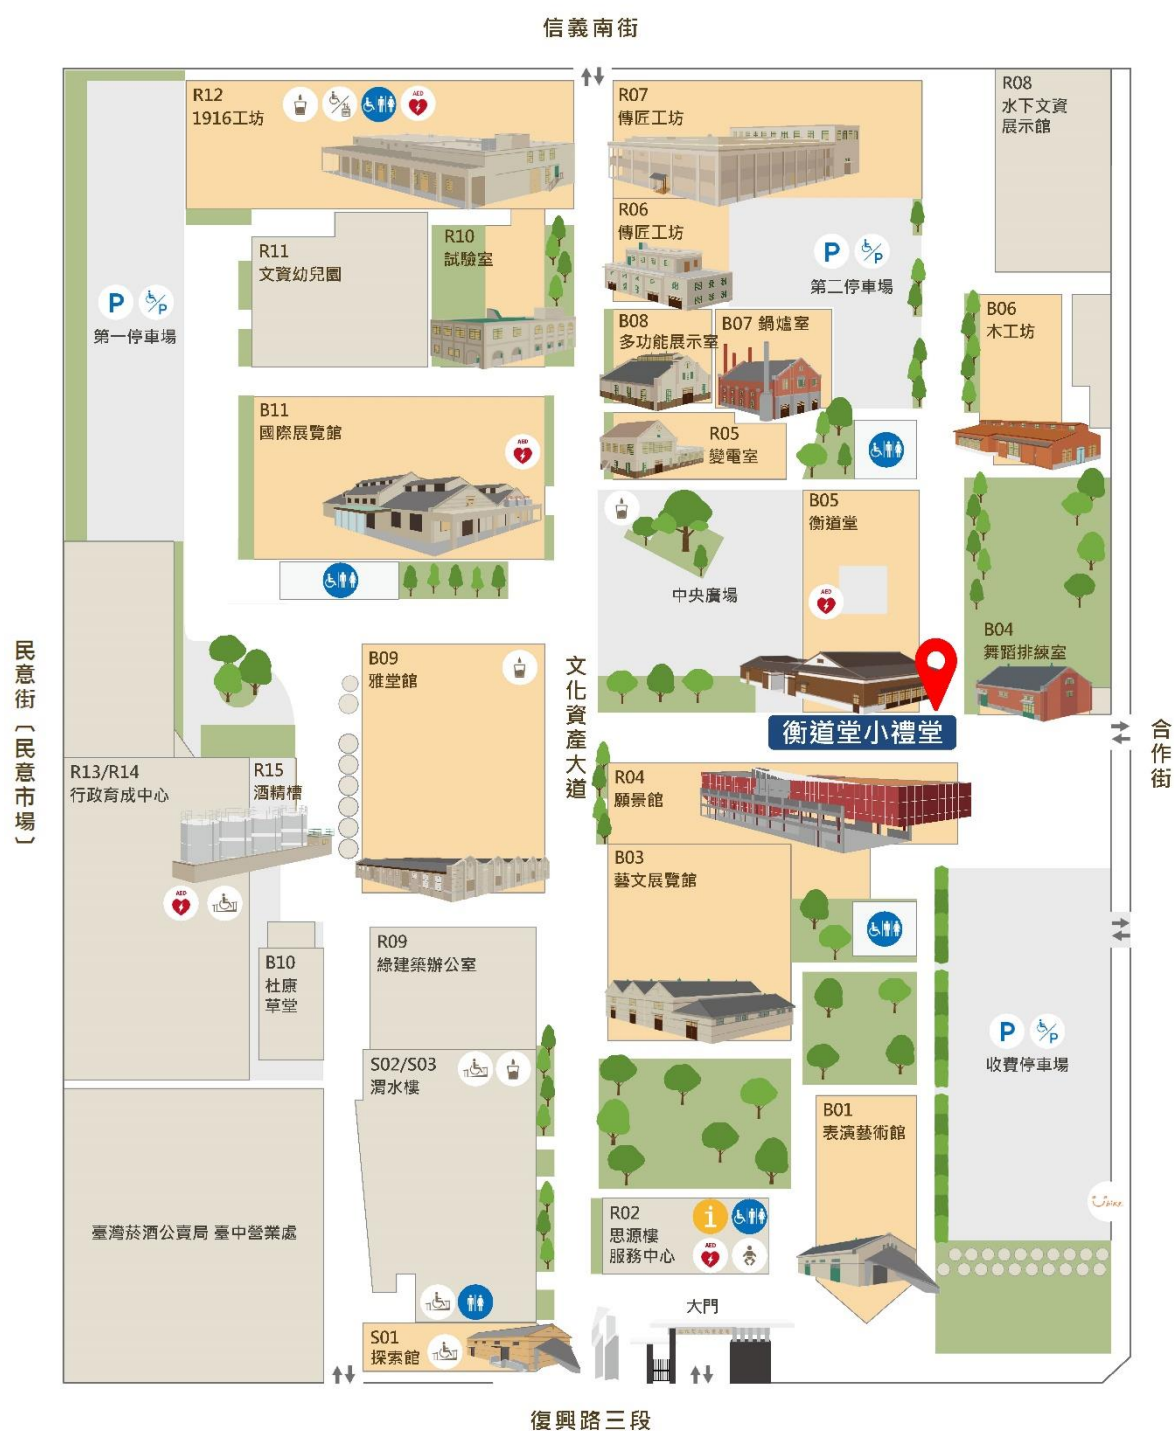 信義南街
R12
1916工坊
AED
R07
傳匠工坊
R08
水下文資
展示館
R06
傳匠工坊
R11
文資幼兒園
R10
試驗室
P
P
第一停車場
P
P
第二停車場
B08
多功能展示室
B07 鍋爐室
B06
木工坊
B11
國際展覽館
AED
R05
變電室
B05
衡道堂
AED
中央廣場
B04
舞蹈排練室
衡道堂小禮堂
民意街(民意市場)
B09
雅堂館
文化資產大道
合作街
R13/R14
行政育成中心
R15
酒精槽
AED
R04
願景館
B03
藝文展覽館
B10
杜康
草堂
R09
綠建築辦公室
S02/S03
渭水樓
P
P
收費停車場
B01
表演藝術館
Ubike
臺灣菸酒公賣局 臺中營業處
R02
思源樓
服務中心
i
AED
大門
S01
探索館
復興路三段